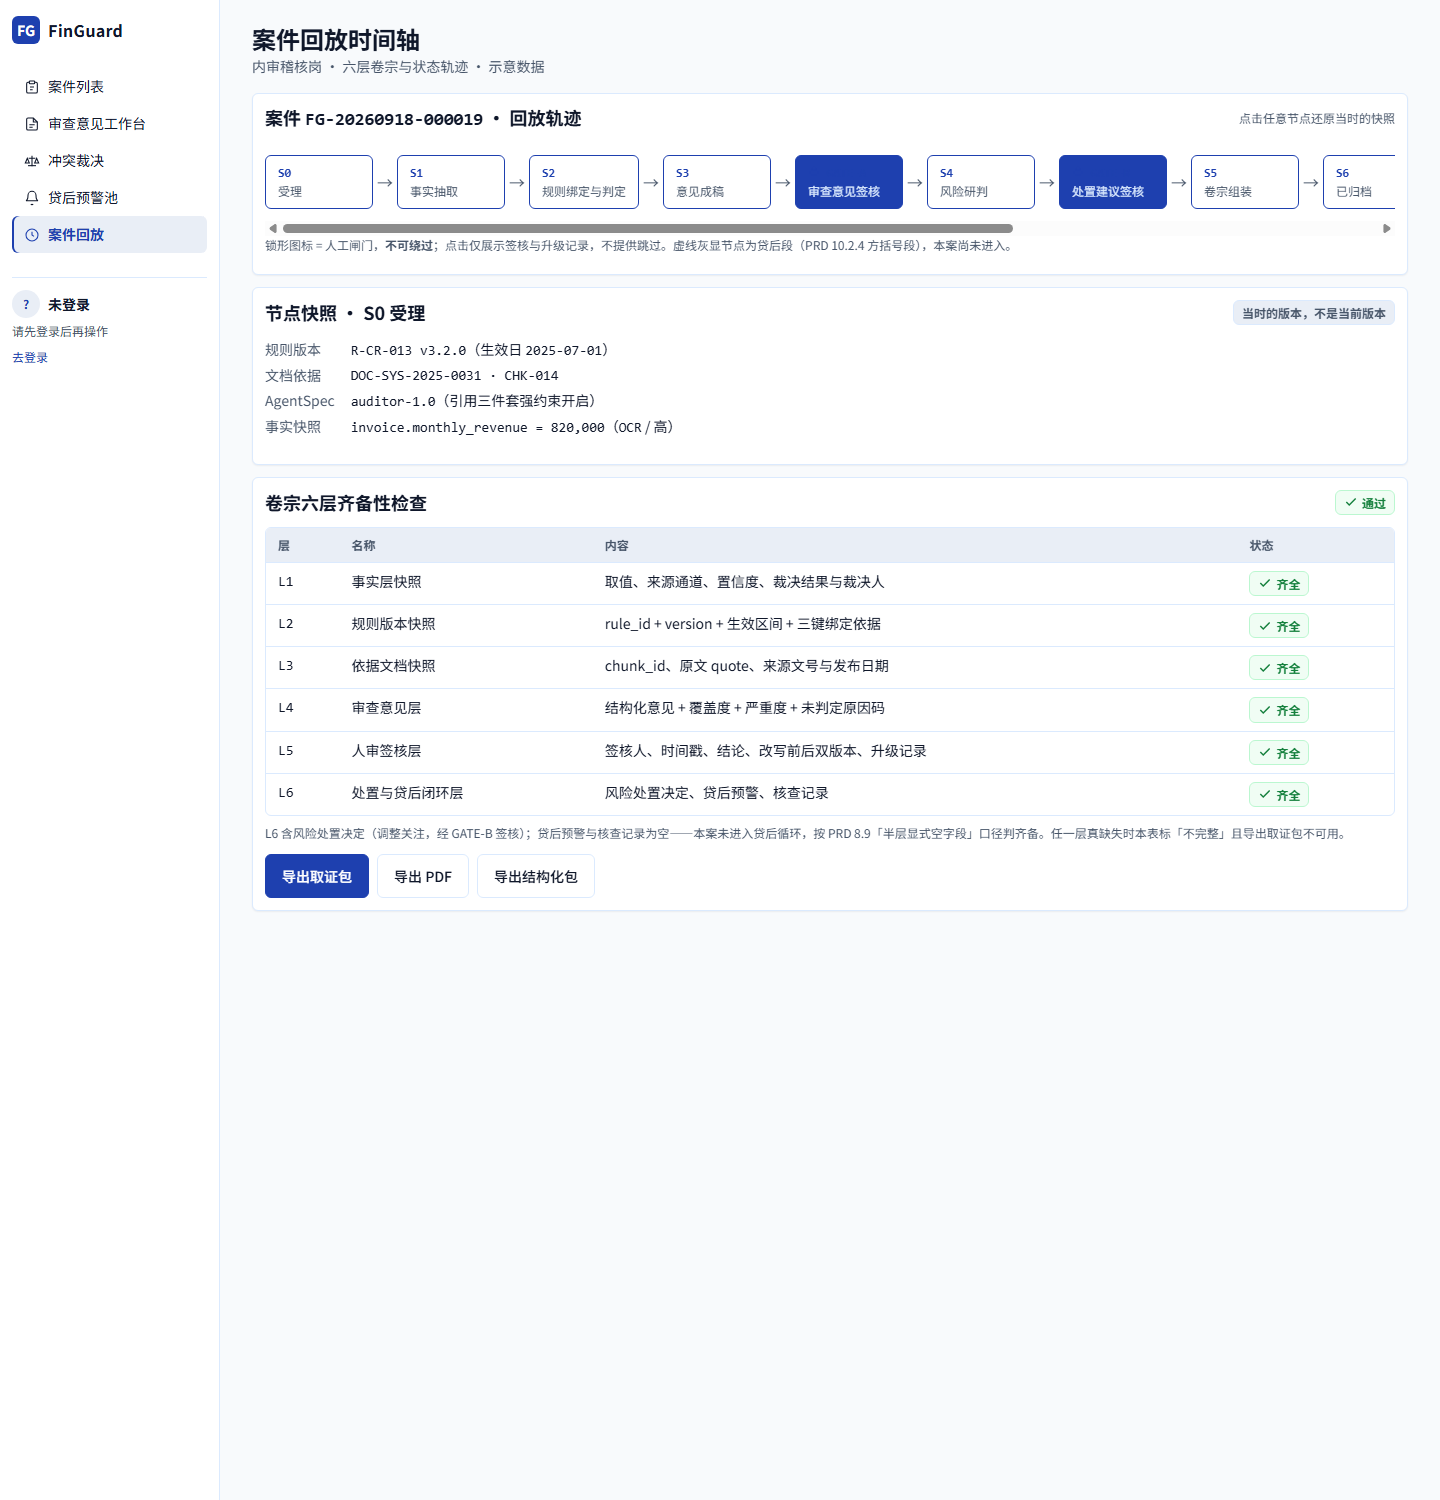 FG FinGuard
案件列表
审查意见工作台
冲突裁决
贷后预警池
案件回放
? 未登录
请先登录后再操作
去登录
案件回放时间轴
内审稽核岗 · 六层卷宗与状态轨迹 · 示意数据
案件 FG-20260918-000019 · 回放轨迹
点击任意节点还原当时的快照
S0
受理
S1
事实抽取
S2
规则绑定与判定
S3
意见成稿
审查意见签核
S4
风险研判
处置建议签核
S5
卷宗组装
S6
已归档
锁形图标 = 人工闸门，不可绕过；点击仅展示签核与升级记录，不提供跳过。虚线灰显节点为贷后段（PRD 10.2.4 方括号段），本案尚未进入。
节点快照 · S0 受理
当时的版本，不是当前版本
规则版本 R-CR-013 v3.2.0（生效日 2025-07-01）
文档依据 DOC-SYS-2025-0031 · CHK-014
AgentSpec auditor-1.0（引用三件套强约束开启）
事实快照 invoice.monthly_revenue = 820,000（OCR / 高）
卷宗六层齐备性检查
通过
层 名称 内容 状态
L1 事实层快照 取值、来源通道、置信度、裁决结果与裁决人 齐全
L2 规则版本快照 rule_id + version + 生效区间 + 三键绑定依据 齐全
L3 依据文档快照 chunk_id、原文 quote、来源文号与发布日期 齐全
L4 审查意见层 结构化意见 + 覆盖度 + 严重度 + 未判定原因码 齐全
L5 人审签核层 签核人、时间戳、结论、改写前后双版本、升级记录 齐全
L6 处置与贷后闭环层 风险处置决定、贷后预警、核查记录 齐全
L6 含风险处置决定（调整关注，经 GATE-B 签核）；贷后预警与核查记录为空——本案未进入贷后循环，按 PRD 8.9「半层显式空字段」口径判齐备。任一层真缺失时本表标「不完整」且导出取证包不可用。
导出取证包
导出 PDF
导出结构化包